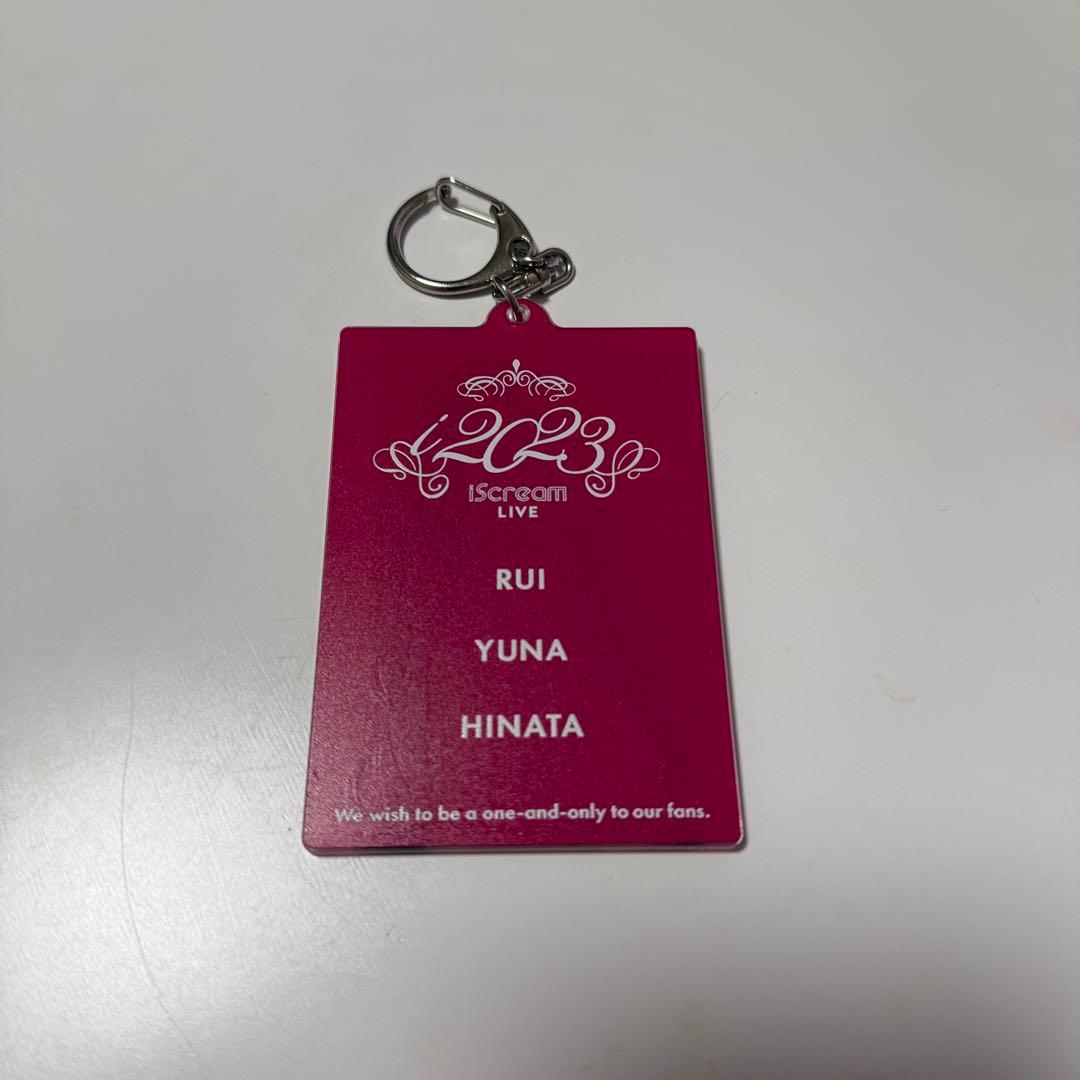 i2023
iScream
LIVE
RUI
YUNA
HINATA
We wish to be a one-and-only to our fans.